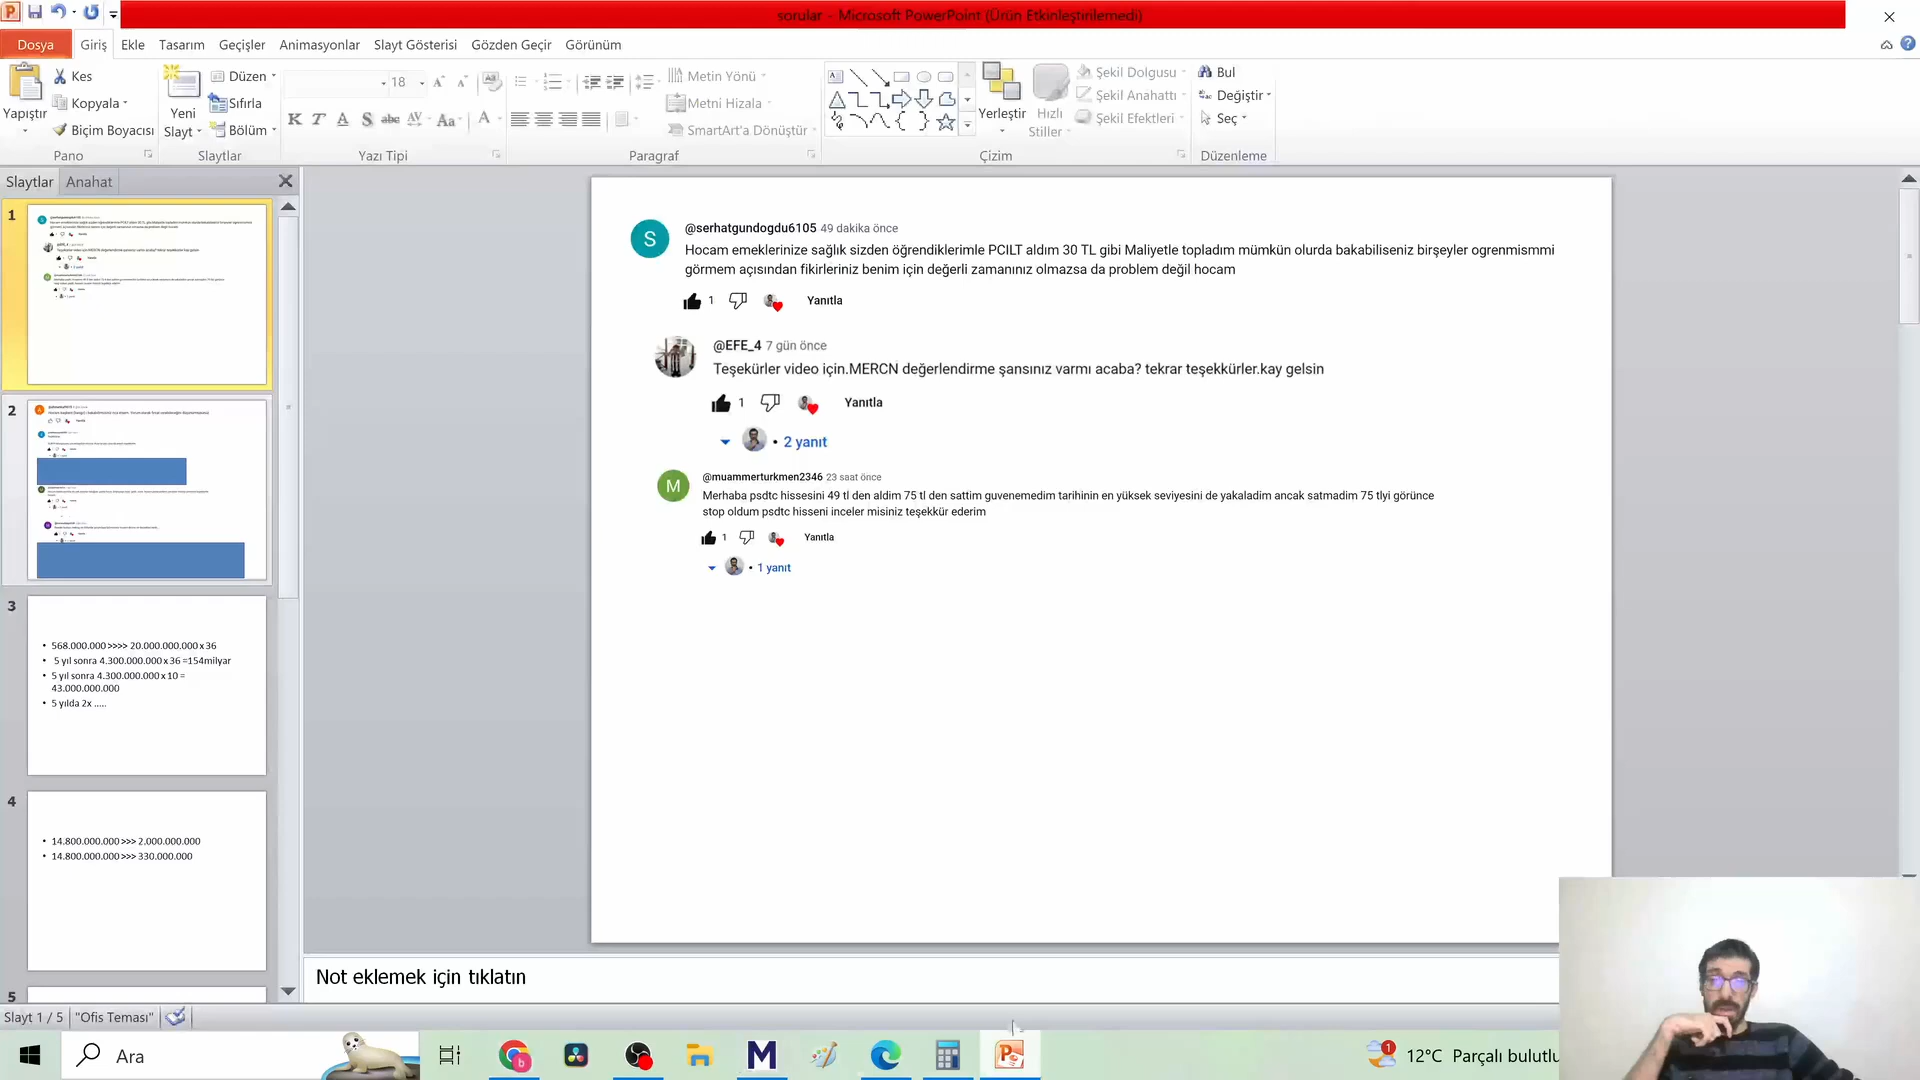 sorular - Microsoft PowerPoint (Ürün Etkinleştirilemedi)
Dosya Giriş Ekle Tasarım Geçişler Animasyonlar Slayt Gösterisi Gözden Geçir Görünüm
Yapıştır
Kes
Kopyala
Biçim Boyacısı
Pano
Yeni
Slayt
Düzen
Sıfırla
Bölüm
Slaytlar
18
Yazı Tipi
Metin Yönü
Metni Hizala
SmartArt'a Dönüştür
Paragraf
Yerleştir
Hızlı
Stiller
Şekil Dolgusu
Şekil Anahattı
Şekil Efektleri
Çizim
Bul
Değiştir
Seç
Düzenleme
Slaytlar Anahat
1
2
3
• 568.000.000 >>>> 20.000.000.000 x 36
• 5 yıl sonra 4.300.000.000 x 36 =154milyar
• 5 yıl sonra 4.300.000.000 x 10 =
43.000.000.000
• 5 yılda 2x .....
4
• 14.800.000.000 >>> 2.000.000.000
• 14.800.000.000 >>> 330.000.000
5
S
@serhatgundogdu6105 49 dakika önce
Hocam emeklerinize sağlık sizden öğrendiklerimle PCILT aldım 30 TL gibi Maliyetle topladım mümkün olurda bakabiliseniz birşeyler ogrenmismmi
görmem açısından fikirleriniz benim için değerli zamanınız olmazsa da problem değil hocam
1 Yanıtla
@EFE_4 7 gün önce
Teşekürler video için.MERCN değerlendirme şansınız varmı acaba? tekrar teşekkürler.kay gelsin
1 Yanıtla
• 2 yanıt
M
@muammerturkmen2346 23 saat önce
Merhaba psdtc hissesini 49 tl den aldim 75 tl den sattim guvenemedim tarihinin en yüksek seviyesini de yakaladim ancak satmadim 75 tlyi görünce
stop oldum psdtc hisseni inceler misiniz teşekkür ederim
1 Yanıtla
• 1 yanıt
Not eklemek için tıklatın
Slayt 1 / 5 "Ofis Teması"
Ara
1
12°C Parçalı bulutlu